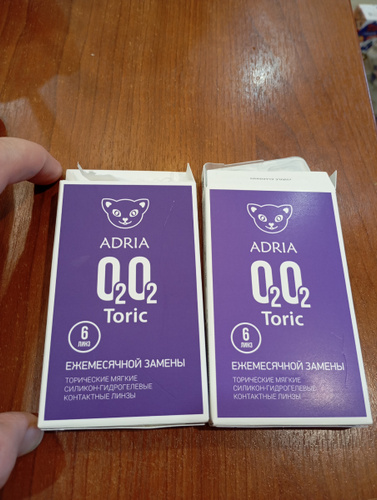 ADRIA
O2O2
Toric
6
ЛИНЗ
ЕЖЕМЕСЯЧНОЙ ЗАМЕНЫ
ТОРИЧЕСКИЕ МЯГКИЕ
СИЛИКОН-ГИДРОГЕЛЕВЫЕ
КОНТАКТНЫЕ ЛИНЗЫ
ADRIA
O2O2
Toric
6
ЛИНЗ
ЕЖЕМЕСЯЧНОЙ ЗАМЕНЫ
ТОРИЧЕСКИЕ МЯГКИЕ
СИЛИКОН-ГИДРОГЕЛЕВЫЕ
КОНТАКТНЫЕ ЛИНЗЫ